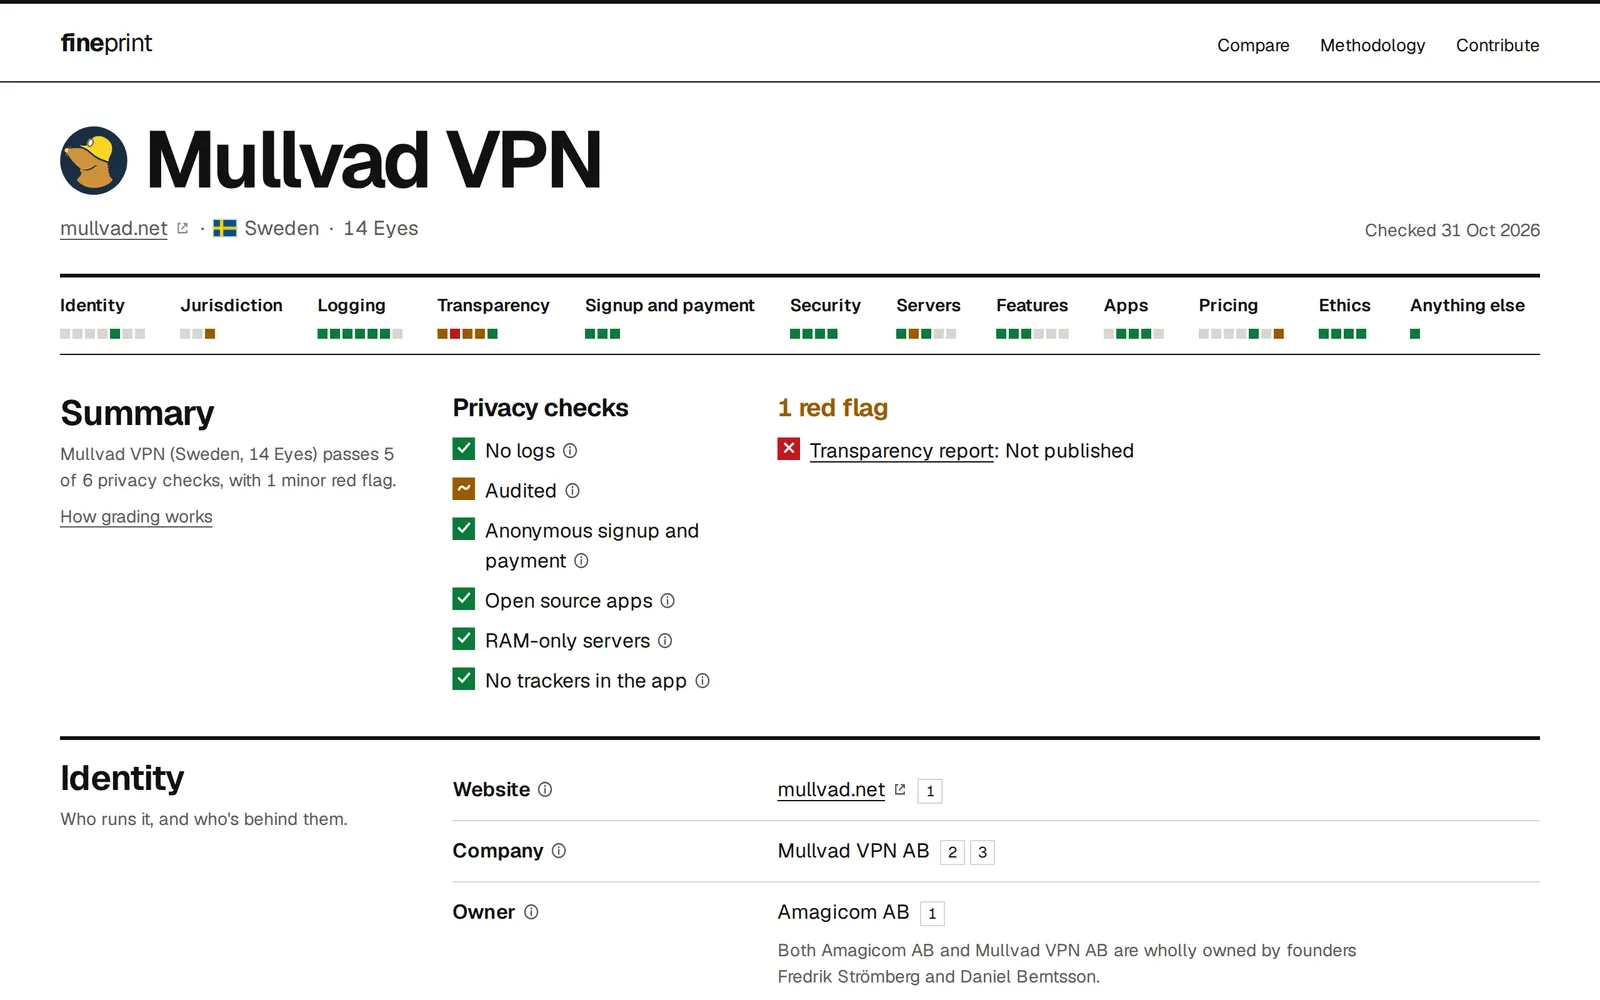 fineprint
Compare Methodology Contribute
Mullvad VPN
mullvad.net · Sweden · 14 Eyes
Checked 31 Oct 2026
Identity Jurisdiction Logging Transparency Signup and payment Security Servers Features Apps Pricing Ethics Anything else
Summary
Mullvad VPN (Sweden, 14 Eyes) passes 5
of 6 privacy checks, with 1 minor red flag.
How grading works
Privacy checks
No logs
Audited
Anonymous signup and
payment
Open source apps
RAM-only servers
No trackers in the app
1 red flag
Transparency report: Not published
Identity
Who runs it, and who's behind them.
Website
mullvad.net 1
Company
Mullvad VPN AB 2 3
Owner
Amagicom AB 1
Both Amagicom AB and Mullvad VPN AB are wholly owned by founders
Fredrik Strömberg and Daniel Berntsson.